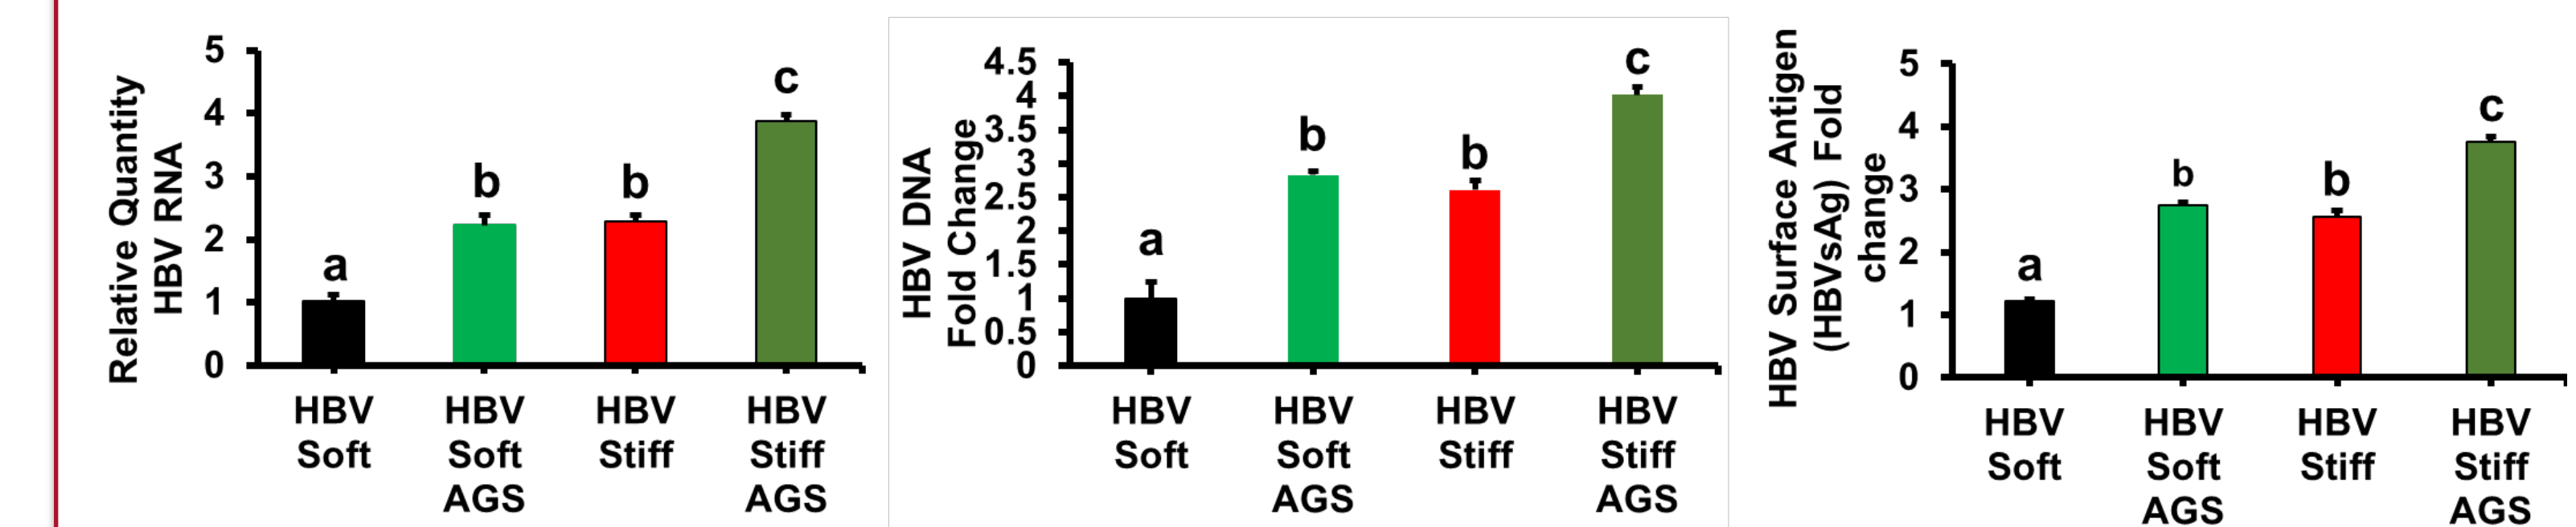 Relative Quantity
HBV RNA
5
4
3
2
1
0
a
b
b
c
HBV
Soft
HBV
Soft
AGS
HBV
Stiff
HBV
Stiff
AGS
HBV DNA
Fold Change
4.5
4
3.5
3
2.5
2
1.5
1
0.5
0
a
b
b
c
HBV
Soft
HBV
Soft
AGS
HBV
Stiff
HBV
Stiff
AGS
HBV Surface Antigen
(HBVsAg) Fold
change
5
4
3
2
1
0
a
b
b
c
HBV
Soft
HBV
Soft
AGS
HBV
Stiff
HBV
Stiff
AGS